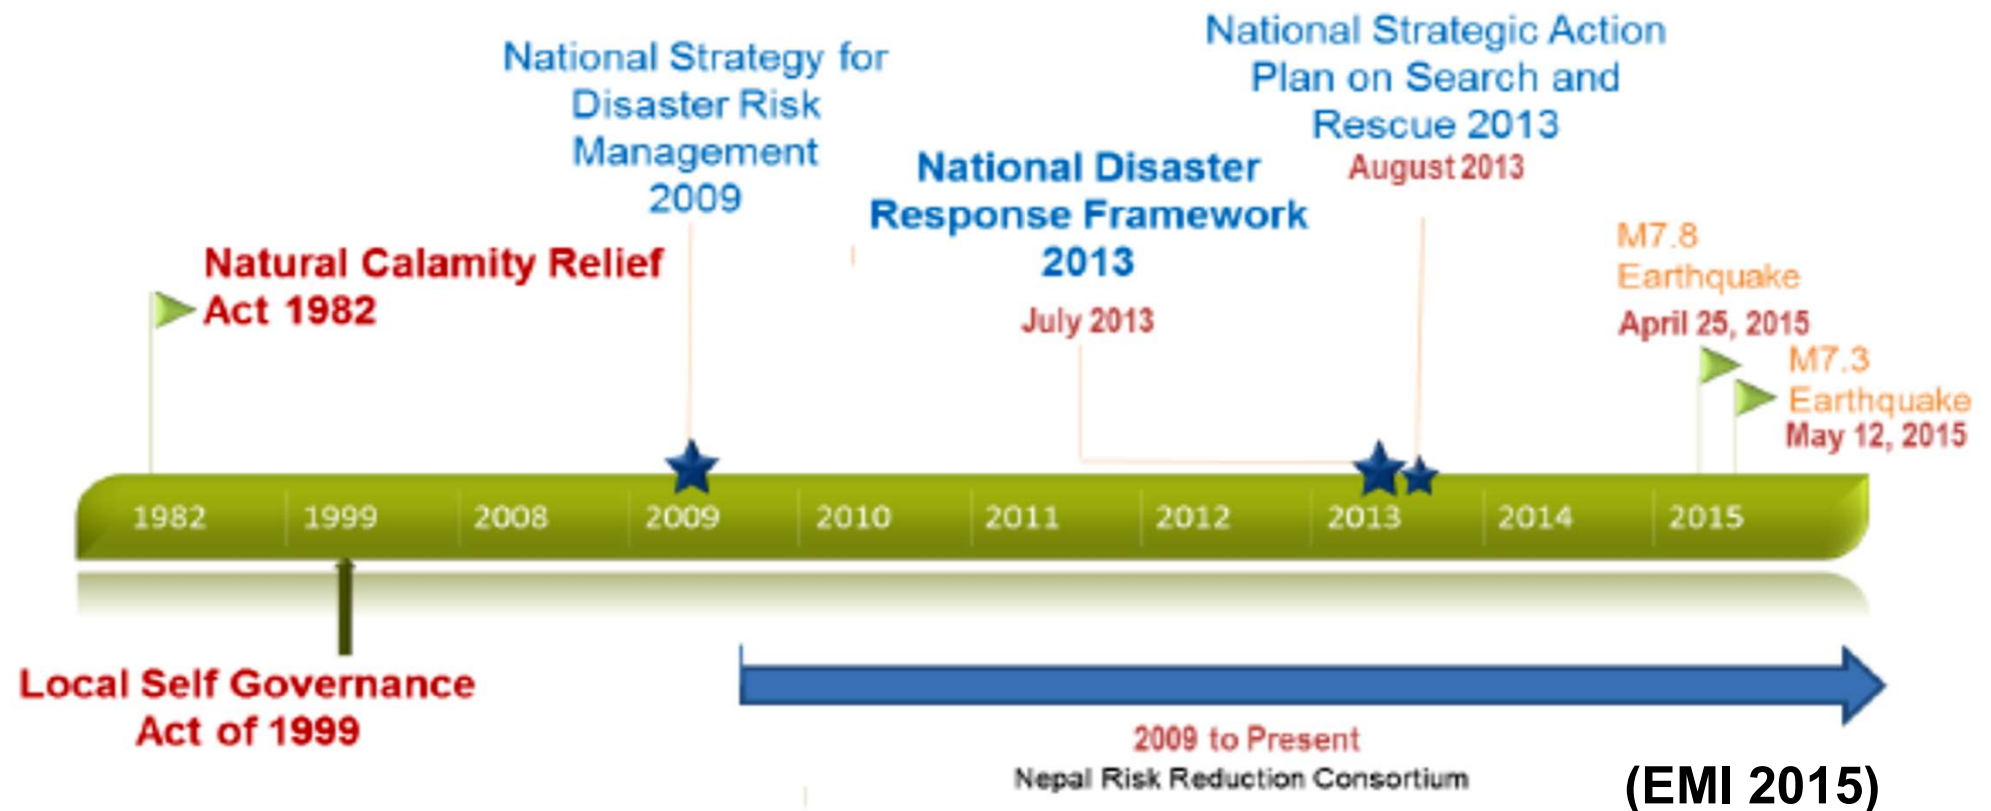 National Strategy for
Disaster Risk
Management
2009
National Strategic Action
Plan on Search and
Rescue 2013
August 2013
National Disaster
Response Framework
2013
July 2013
Natural Calamity Relief
Act 1982
M7.8
Earthquake
April 25, 2015
M7.3
Earthquake
May 12, 2015
1982 1999 2008 2009 2010 2011 2012 2013 2014 2015
Local Self Governance
Act of 1999
2009 to Present
Nepal Risk Reduction Consortium
(EMI 2015)